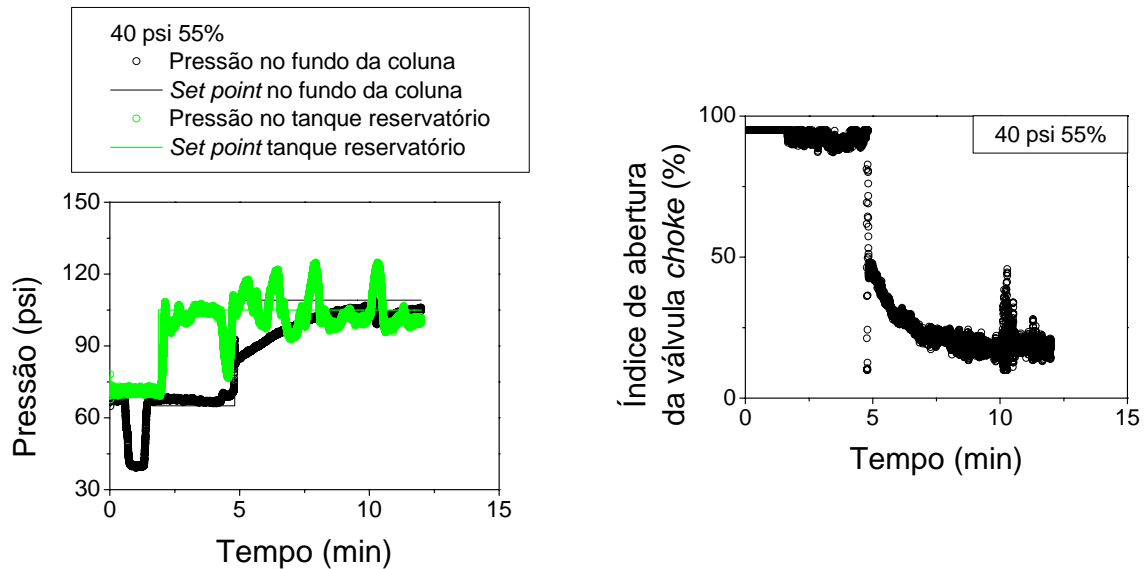 40 psi 55%
Pressão no fundo da coluna
Set point no fundo da coluna
Pressão no tanque reservatório
Set point tanque reservatório
150
120
90
60
30
0
5
10
15
Pressão (psi)
Tempo (min)
40 psi 55%
100
50
0
0
5
10
15
Índice de abertura
da válvula choke (%)
Tempo (min)